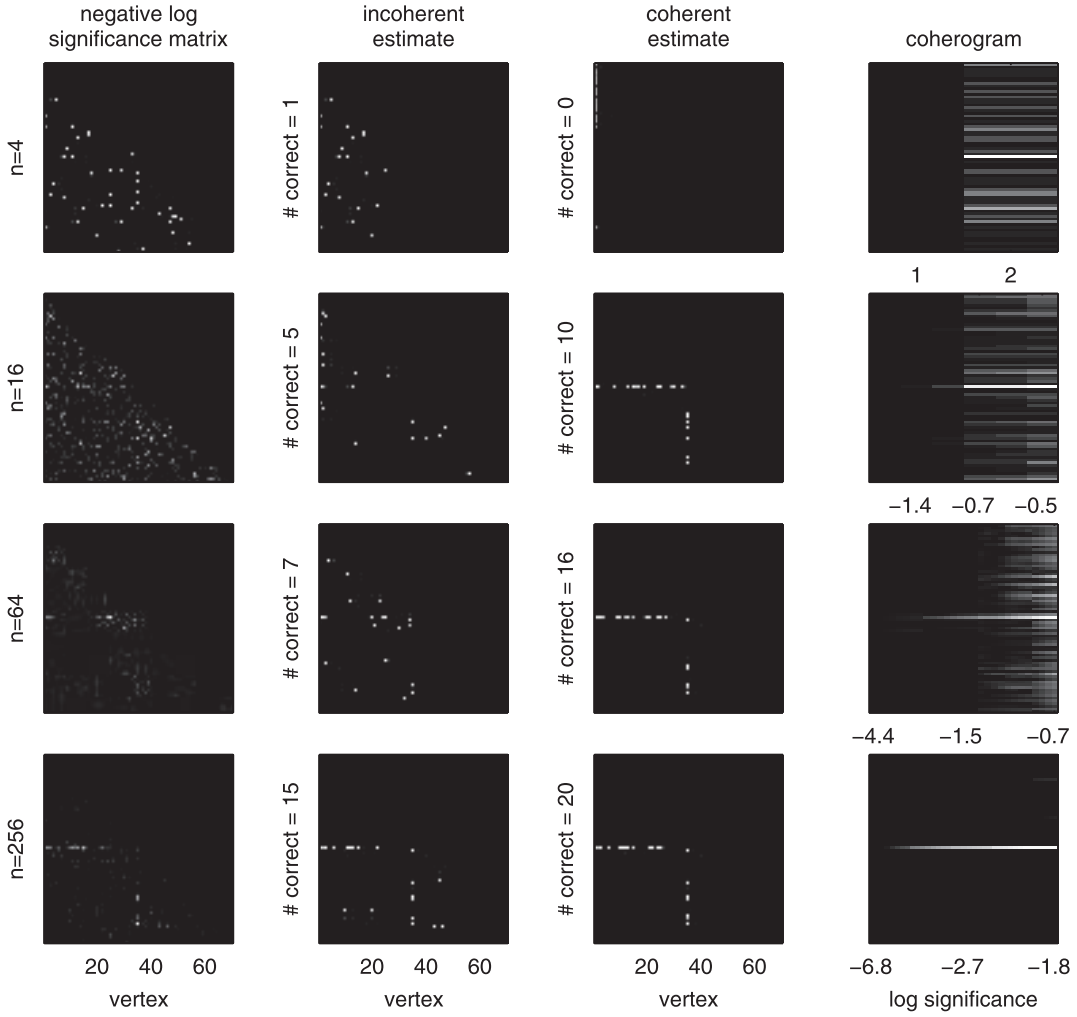 negative log
significance matrix
incoherent
estimate
coherent
estimate
coherogram
n=4
# correct = 1
# correct = 0
1 2
n=16
# correct = 5
# correct = 10
−1.4 −0.7 −0.5
n=64
# correct = 7
# correct = 16
−4.4 −1.5 −0.7
n=256
# correct = 15
# correct = 20
20 40 60
20 40 60
20 40 60
−6.8 −2.7 −1.8
vertex
vertex
vertex
log significance